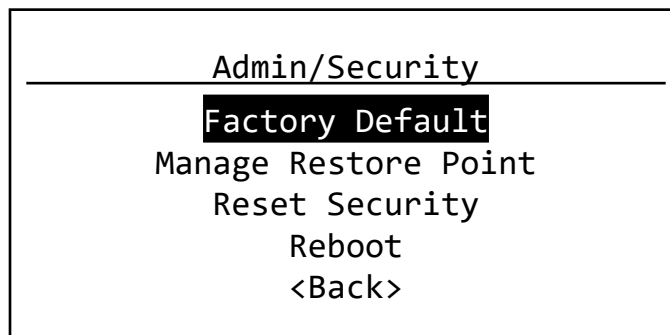 Admin/Security
Factory Default
Manage Restore Point
Reset Security
Reboot
<Back>